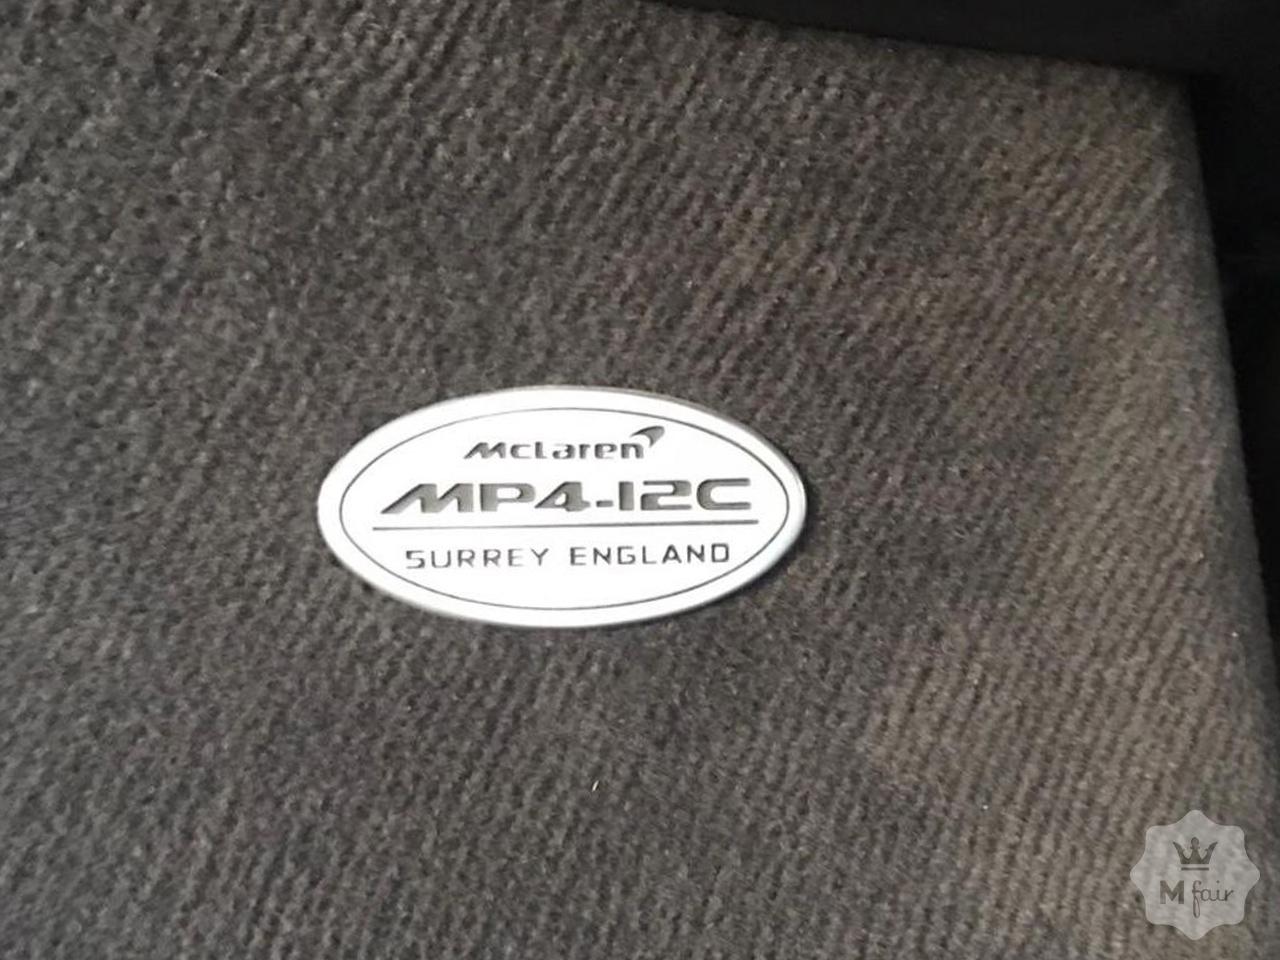 McLaren
MP4-12C
SURREY ENGLAND
M fair